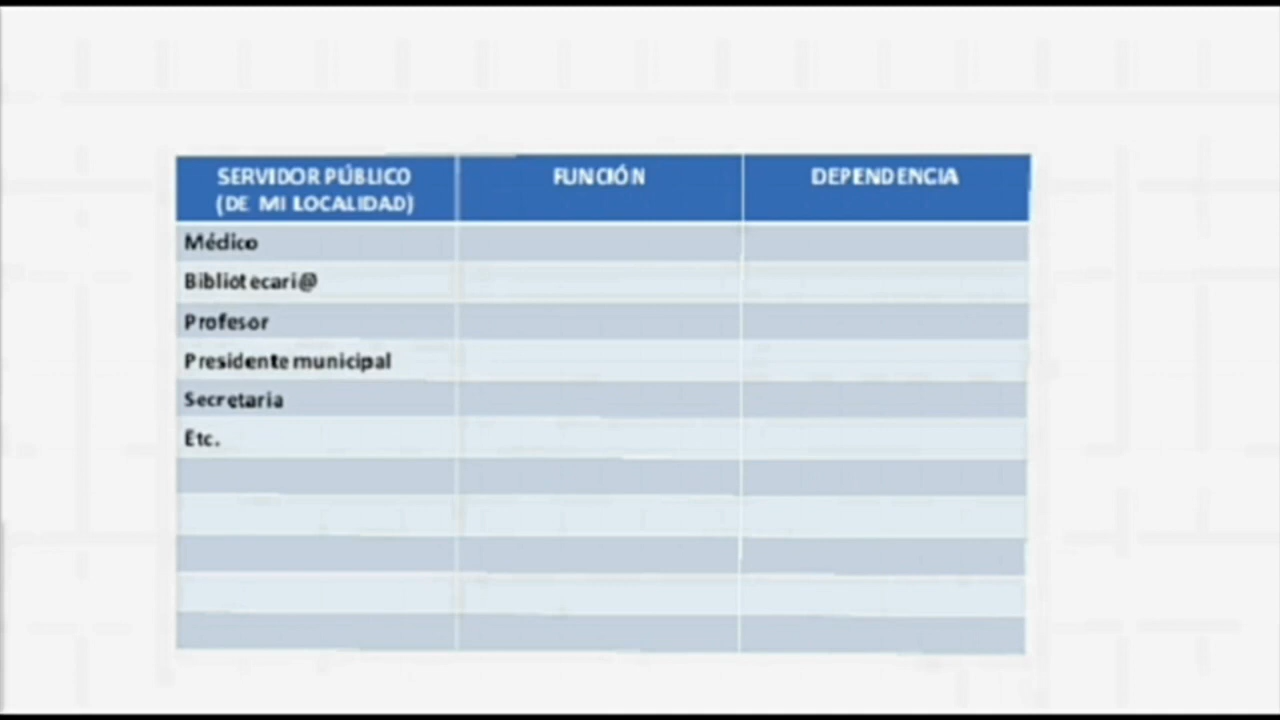 SERVIDOR PÚBLICO
(DE MI LOCALIDAD)
FUNCIÓN
DEPENDENCIA
Médico
Bibliotecari@
Profesor
Presidente municipal
Secretaria
Etc.